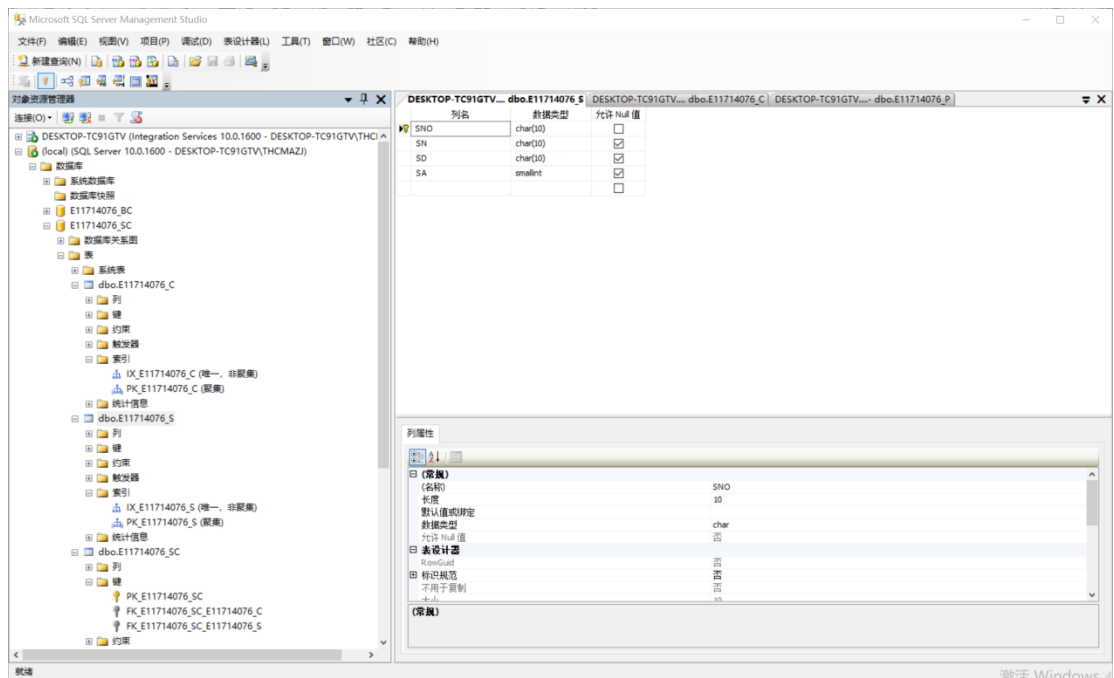 Microsoft SQL Server Management Studio
文件(F) 编辑(E) 视图(V) 项目(P) 调试(D) 表设计器(L) 工具(T) 窗口(W) 社区(C) 帮助(H)
新建查询(N)
对象资源管理器
连接(O)
DESKTOP-TC91GTV (Integration Services 10.0.1600 - DESKTOP-TC91GTV\THCM
(local) (SQL Server 10.0.1600 - DESKTOP-TC91GTV\THCMAZJ)
数据库
系统数据库
数据库快照
E11714076_BC
E11714076_SC
数据库关系图
表
系统表
dbo.E11714076_C
列
键
约束
触发器
索引
IX_E11714076_C (唯一，非聚集)
PK_E11714076_C (聚集)
统计信息
dbo.E11714076_S
列
键
约束
触发器
索引
IX_E11714076_S (唯一，非聚集)
PK_E11714076_S (聚集)
统计信息
dbo.E11714076_SC
列
键
PK_E11714076_SC
FK_E11714076_SC_E11714076_C
FK_E11714076_SC_E11714076_S
约束
DESKTOP-TC91GTV.... dbo.E11714076_S DESKTOP-TC91GTV.... dbo.E11714076_C DESKTOP-TC91GTV....- dbo.E11714076_P
列名 数据类型 允许 Null 值
SNO char(10)
SN char(10)
SD char(10)
SA smallint
列属性
(常规)
(名称) SNO
长度 10
默认值或绑定
数据类型 char
允许 Null 值 否
表设计器
RowGuid 否
标识规范 否
不用于复制 否
大小 10
(常规)
就绪
激活 Windows